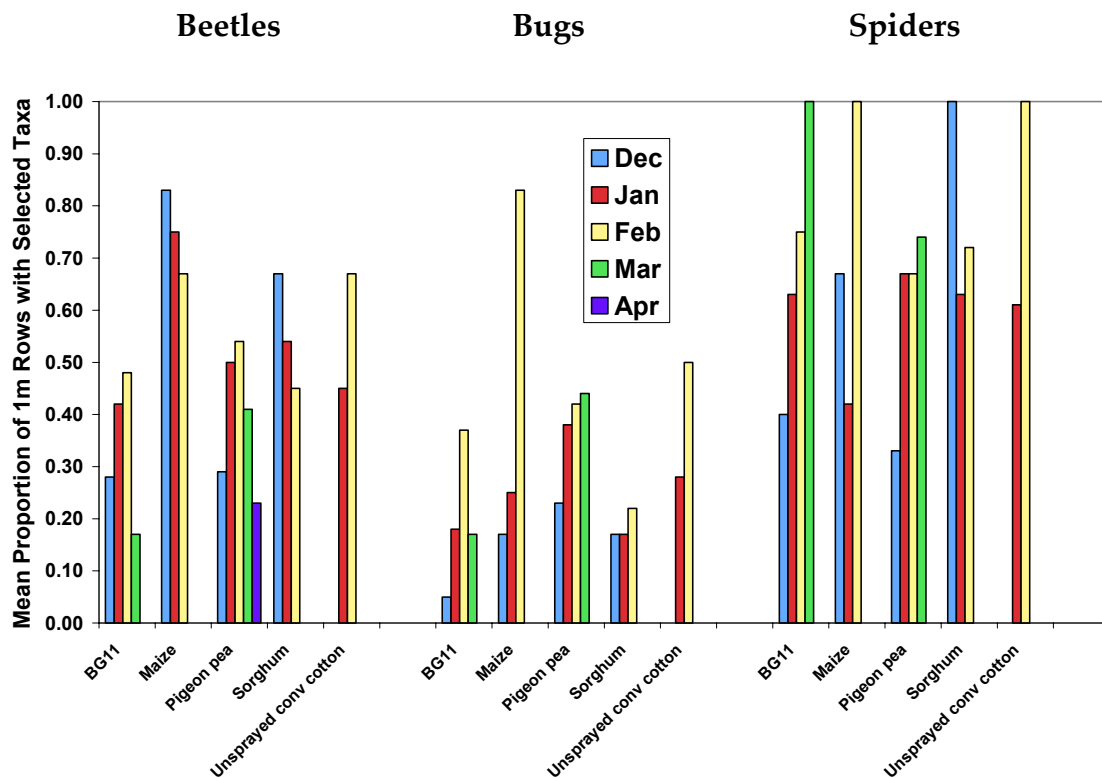 Beetles Bugs Spiders
Mean Proportion of 1m Rows with Selected Taxa
1.00
0.90
0.80
0.70
0.60
0.50
0.40
0.30
0.20
0.10
0.00
Dec
Jan
Feb
Mar
Apr
BG11
Maize
Pigeon pea
Sorghum
Unsprayed conv cotton
BG11
Maize
Pigeon pea
Sorghum
Unsprayed conv cotton
BG11
Maize
Pigeon pea
Sorghum
Unsprayed conv cotton